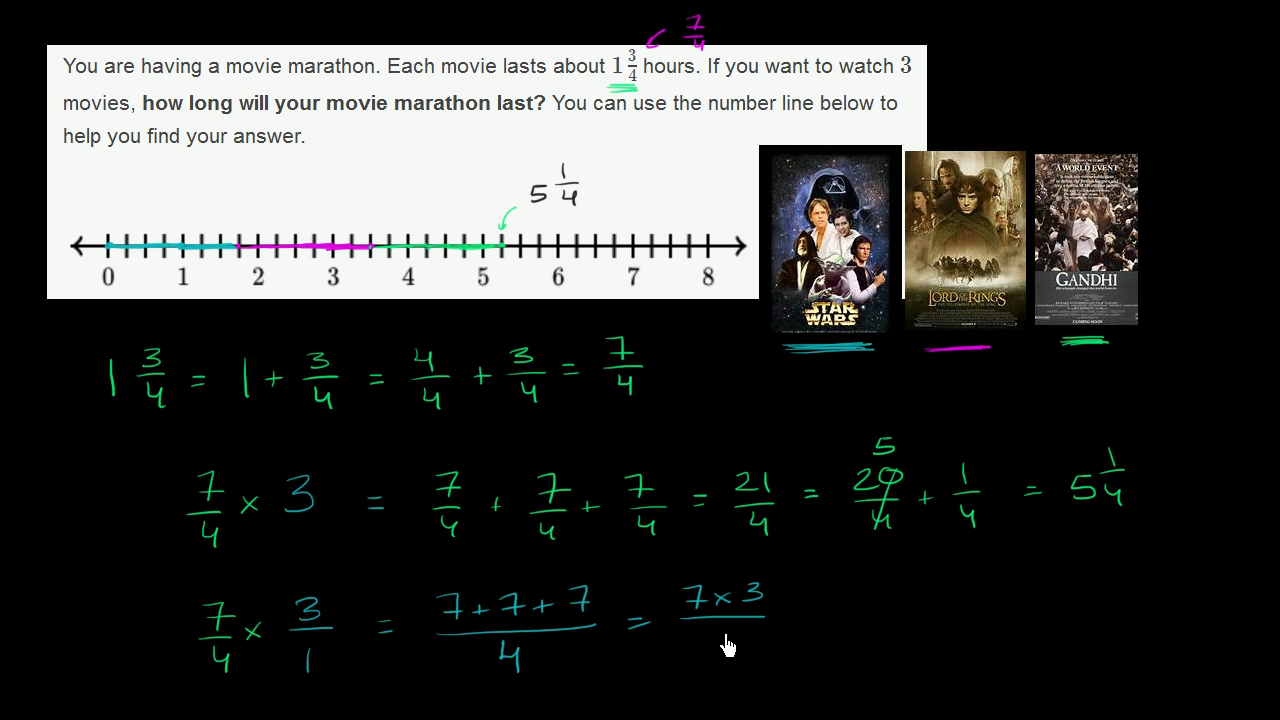 7/4
You are having a movie marathon. Each movie lasts about 1 3/4 hours. If you want to watch 3
movies, how long will your movie marathon last? You can use the number line below to
help you find your answer.
5 1/4
0 1 2 3 4 5 6 7 8
STAR WARS
THE LORD OF THE RINGS
A WORLD EVENT
GANDHI
COMING SOON
1 3/4 = 1 + 3/4 = 4/4 + 3/4 = 7/4
7/4 × 3 = 7/4 + 7/4 + 7/4 = 21/4 = 20/4 + 1/4 = 5 1/4
5
7/4 × 3/1 = 7+7+7/4 = 7×3